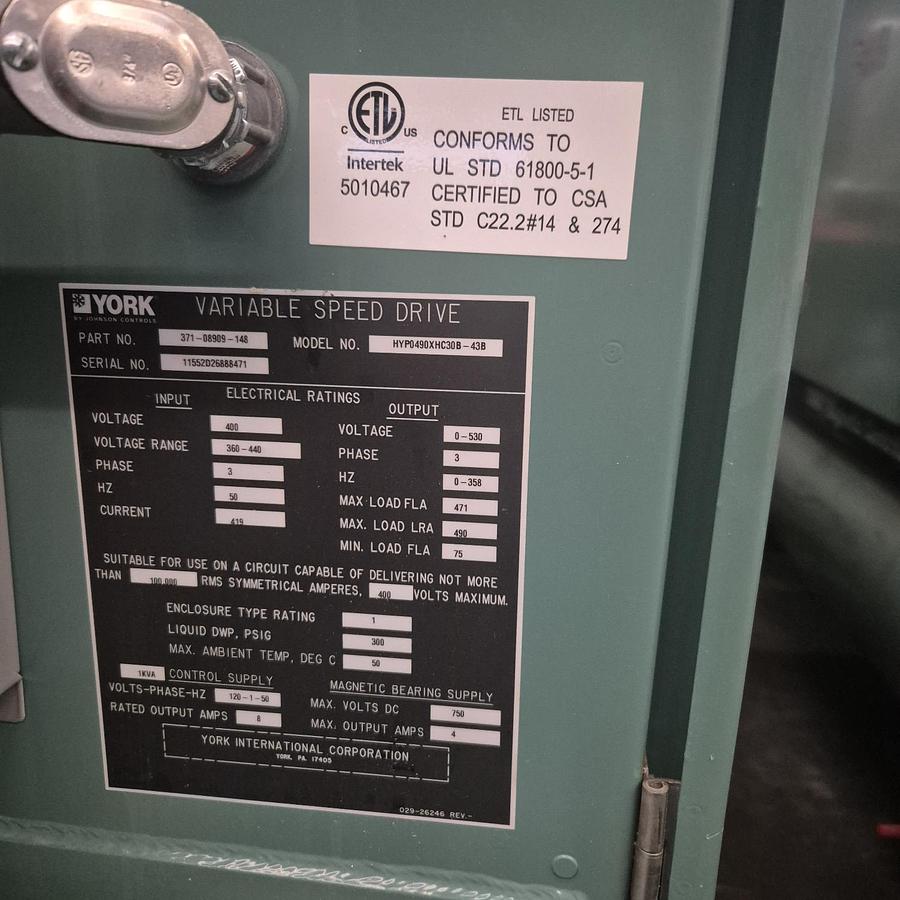 3/4"
ETL LISTED
CONFORMS TO
UL STD 61800-5-1
CERTIFIED TO CSA
STD C22.2#14 & 274
C ETL US
LISTED
Intertek
5010467
YORK VARIABLE SPEED DRIVE
BY JOHNSON CONTROLS
PART NO. 371-08909-148 MODEL NO. HYP0490XHC30B-43B
SERIAL NO. 11552D26888471
ELECTRICAL RATINGS
INPUT
VOLTAGE 400
VOLTAGE RANGE 360-440
PHASE 3
HZ 50
CURRENT 419
OUTPUT
VOLTAGE 0-530
PHASE 3
HZ 0-358
MAX LOAD FLA 471
MAX. LOAD LRA 490
MIN. LOAD FLA 75
SUITABLE FOR USE ON A CIRCUIT CAPABLE OF DELIVERING NOT MORE
THAN 100,000 RMS SYMMETRICAL AMPERES, 400 VOLTS MAXIMUM.
ENCLOSURE TYPE RATING 1
LIQUID DWP, PSIG 300
MAX. AMBIENT TEMP, DEG C 50
1KVA CONTROL SUPPLY
VOLTS-PHASE-HZ 120-1-50
RATED OUTPUT AMPS 8
MAGNETIC BEARING SUPPLY
MAX. VOLTS DC 750
MAX. OUTPUT AMPS 4
YORK INTERNATIONAL CORPORATION
YORK, PA. 17405
029-26246 REV.-